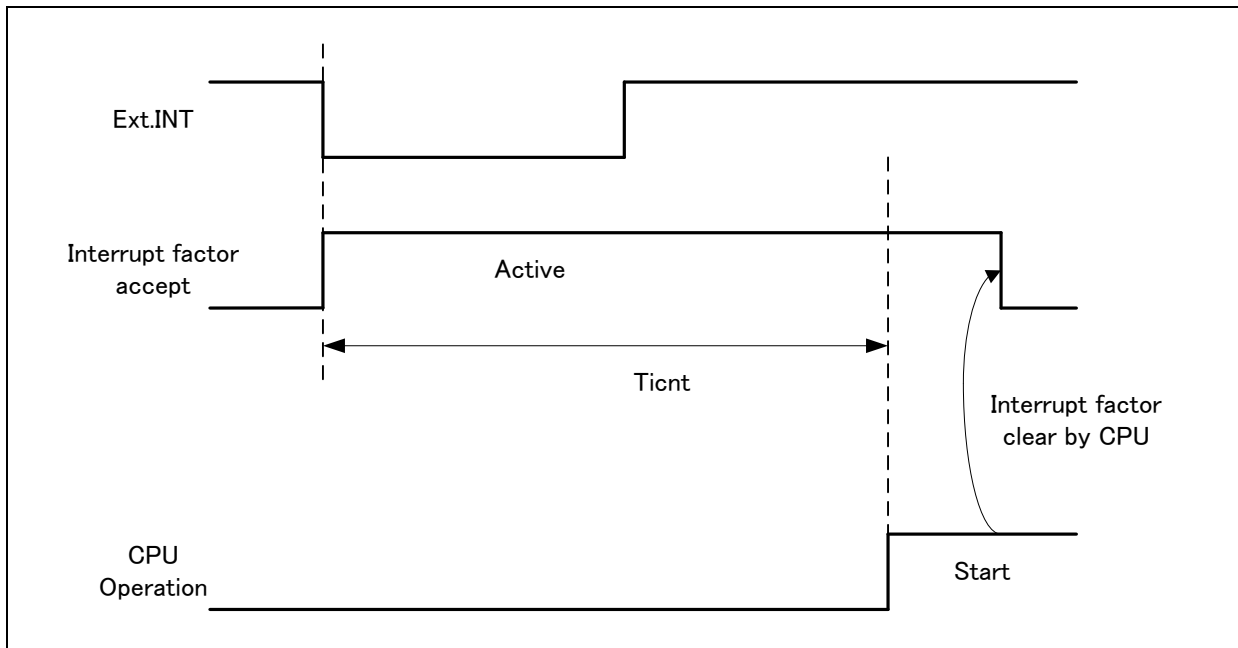 Ext.INT
Interrupt factor
accept
Active
Ticnt
Interrupt factor
clear by CPU
CPU
Operation
Start